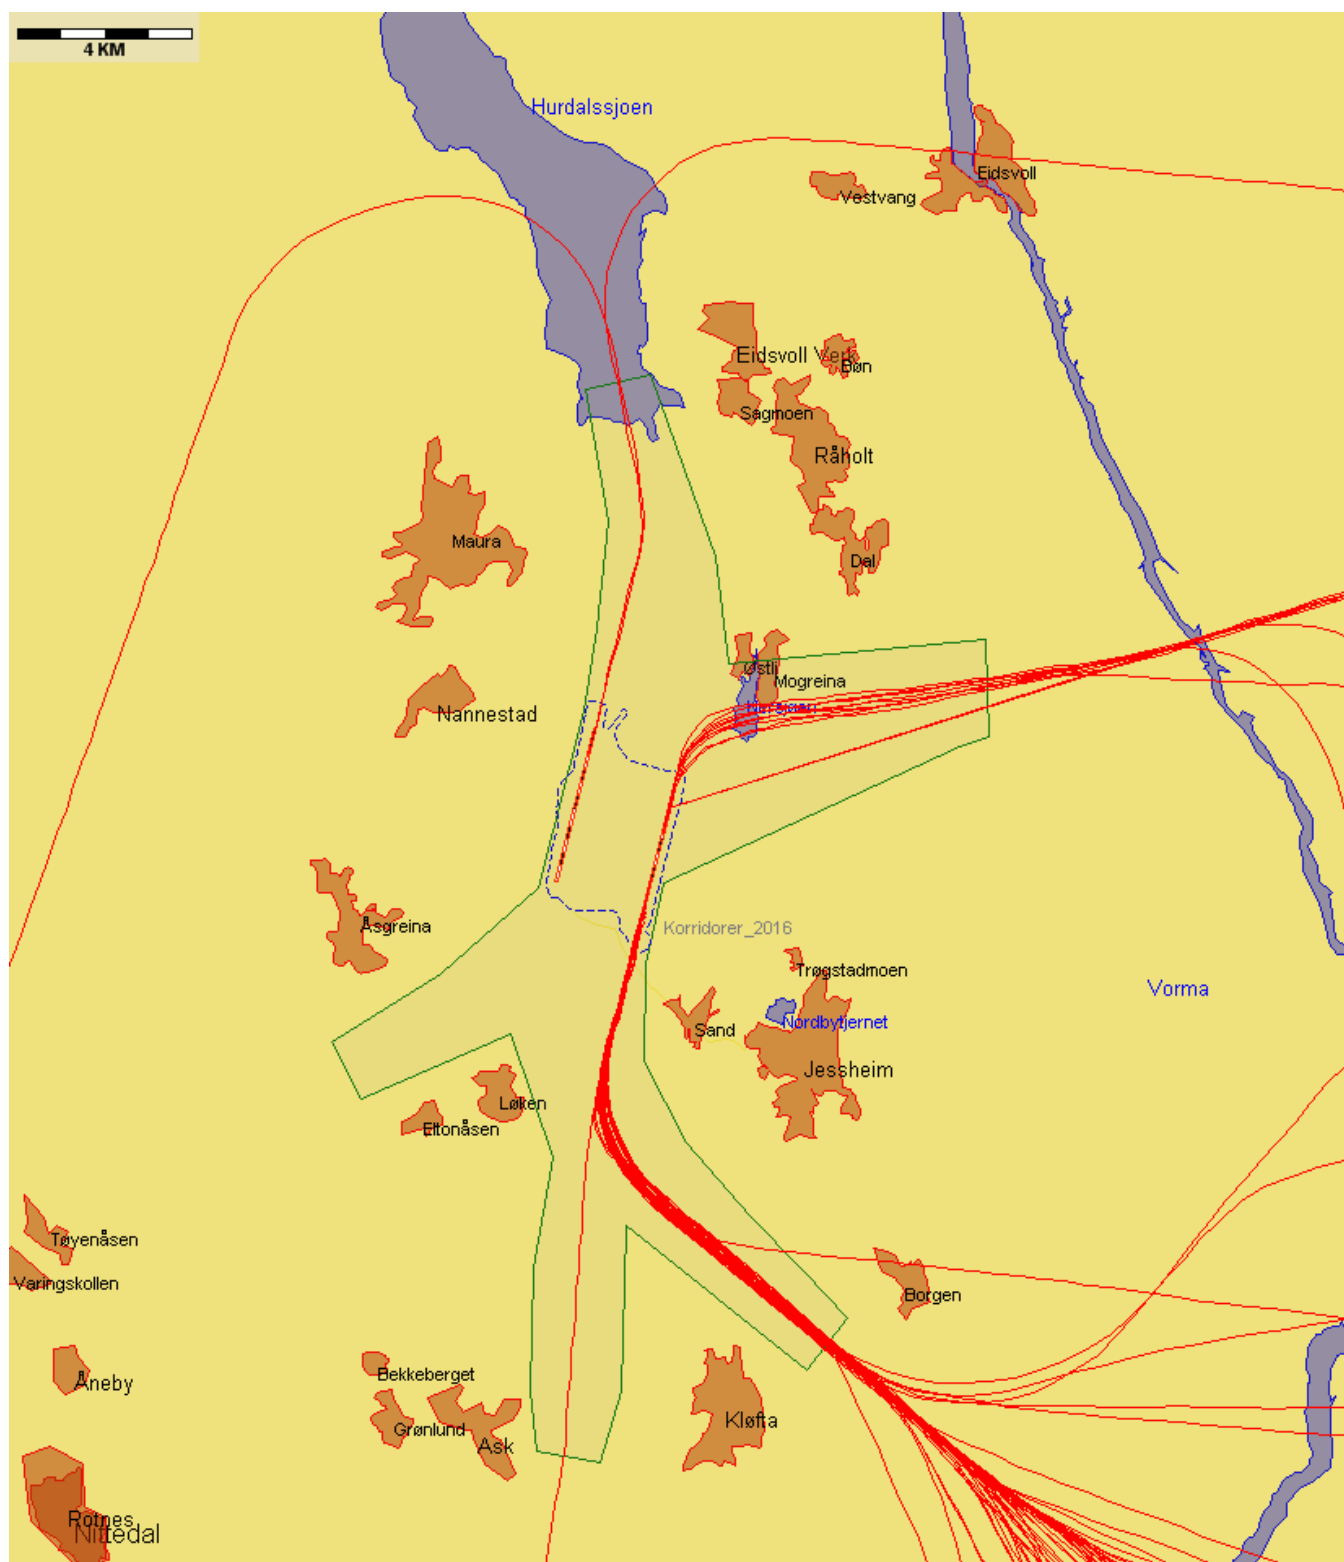 4 KM
Hurdalssjoen
Eidsvoll
Vestvang
Eidsvoll Verk
Bøn
Sagmoen
Råholt
Maura
Dal
Østli
Mogreina
Nannestad
Åsgreina
Korridorer_2016
Trøgstadmoen
Vorma
Nordbytjernet
Sand
Jessheim
Løken
Eltonåsen
Tøyenåsen
Varingskollen
Borgen
Åneby
Bekkeberget
Grønlund
Ask
Kløfta
Rotnes
Nittedal